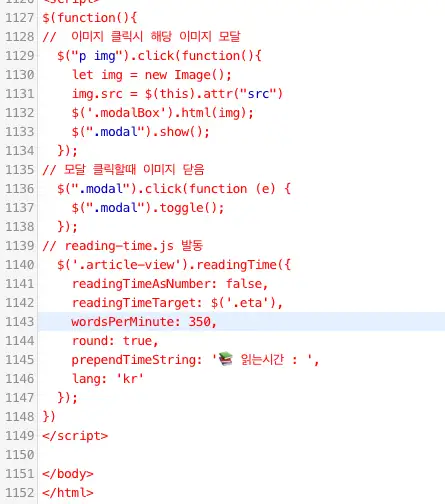 1126 <script>
1127 $(function(){
1128 //  이미지 클릭시 해당 이미지 모달
1129   $("p img").click(function(){
1130     let img = new Image();
1131     img.src = $(this).attr("src")
1132     $('.modalBox').html(img);
1133     $(".modal").show();
1134   });
1135 // 모달 클릭할때 이미지 닫음
1136   $(".modal").click(function (e) {
1137     $(".modal").toggle();
1138   });
1139 // reading-time.js 발동
1140   $('.article-view').readingTime({
1141     readingTimeAsNumber: false,
1142     readingTimeTarget: $('.eta'),
1143     wordsPerMinute: 350,
1144     round: true,
1145     prependTimeString: '📚 읽는시간 : ',
1146     lang: 'kr'
1147   });
1148 })
1149 </script>
1150
1151 </body>
1152 </html>